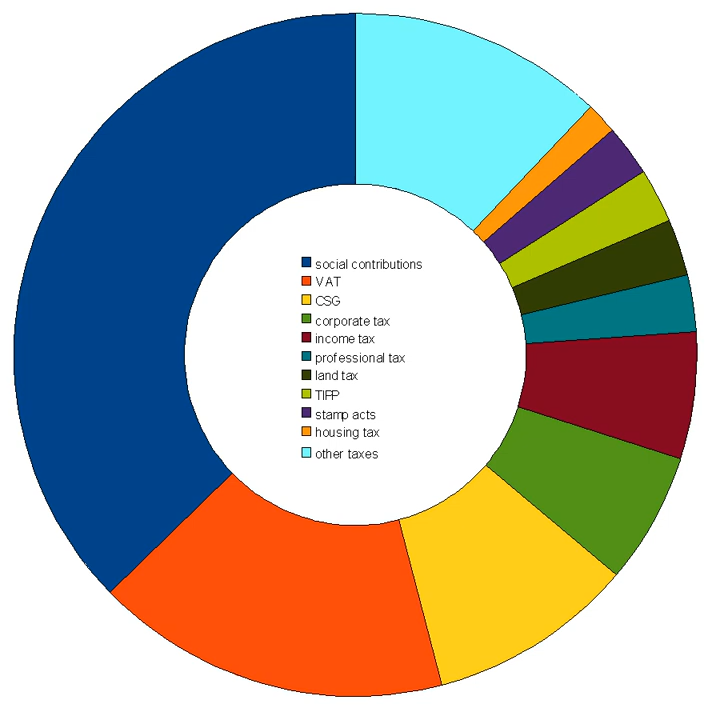 social contributions
VAT
CSG
corporate tax
income tax
professional tax
land tax
TIPP
stamp acts
housing tax
other taxes